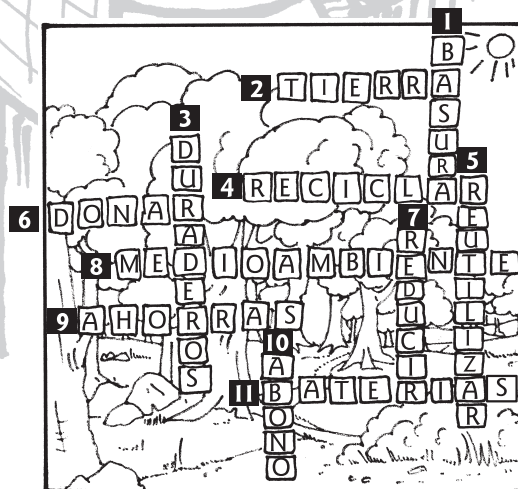 1 BASURA
2 TIERRA
3 DURADEROS
4 RECICLAR
5 REUTILIZAR
6 DONAR
7 REDUCIR
8 MEDIOAMBIENTE
9 AHORRAS
10 ABONO
11 BATERIAS